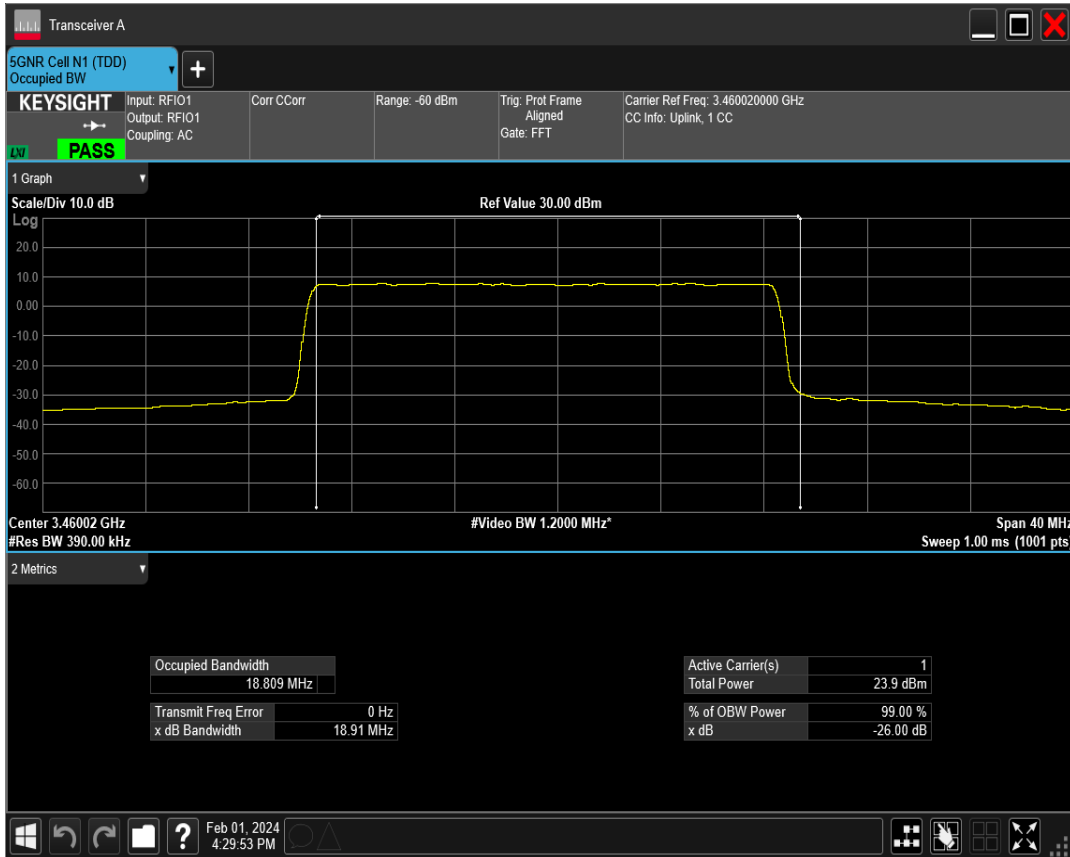 Transceiver A
5GNR Cell N1 (TDD)
Occupied BW
+
KEYSIGHT
LXI
PASS
Input: RFIO1
Output: RFIO1
Coupling: AC
Corr CCorr
Range: -60 dBm
Trig: Prot Frame
Aligned
Gate: FFT
Carrier Ref Freq: 3.460020000 GHz
CC Info: Uplink, 1 CC
1 Graph
Scale/Div 10.0 dB
Ref Value 30.00 dBm
Log
20.0
10.0
0.00
-10.0
-20.0
-30.0
-40.0
-50.0
-60.0
Center 3.46002 GHz
#Video BW 1.2000 MHz*
Span 40 MHz
#Res BW 390.00 kHz
Sweep 1.00 ms (1001 pts)
2 Metrics
Occupied Bandwidth
18.809 MHz
Transmit Freq Error 0 Hz
x dB Bandwidth 18.91 MHz
Active Carrier(s) 1
Total Power 23.9 dBm
% of OBW Power 99.00 %
x dB -26.00 dB
?
Feb 01, 2024
4:29:53 PM